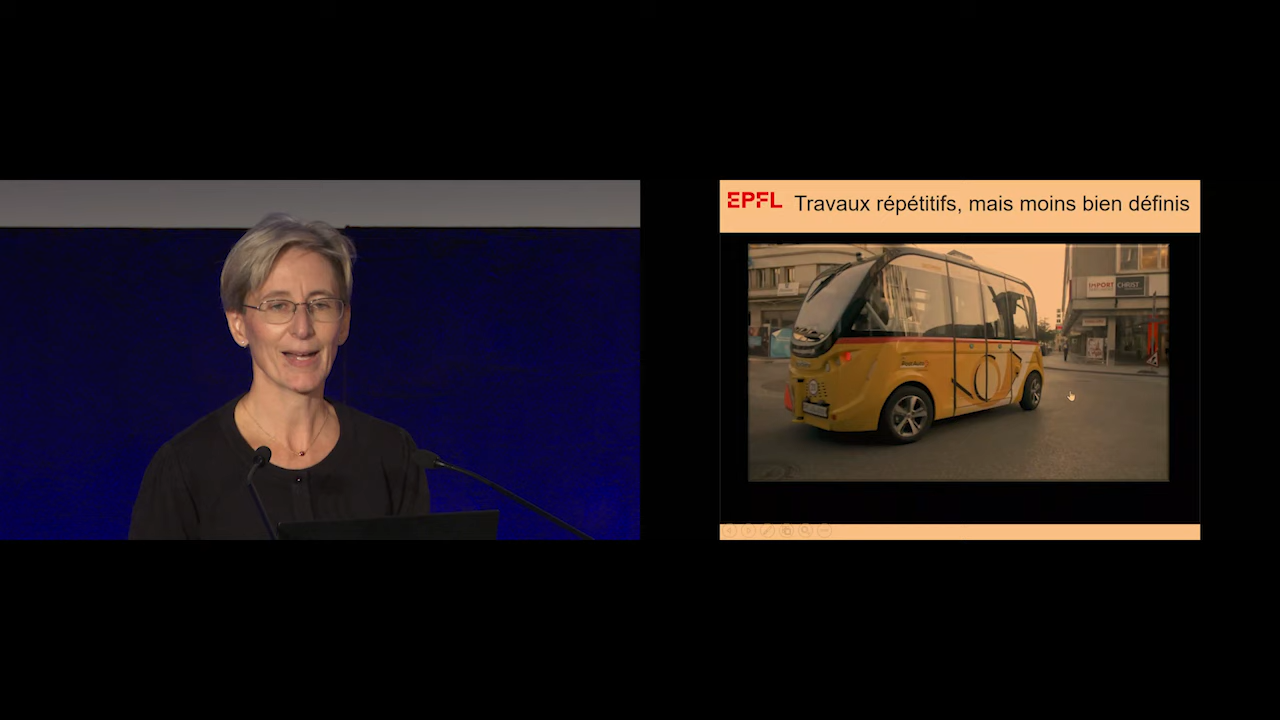 EPFL
Travaux répétitifs, mais moins bien définis
IMPORT
CHRIST